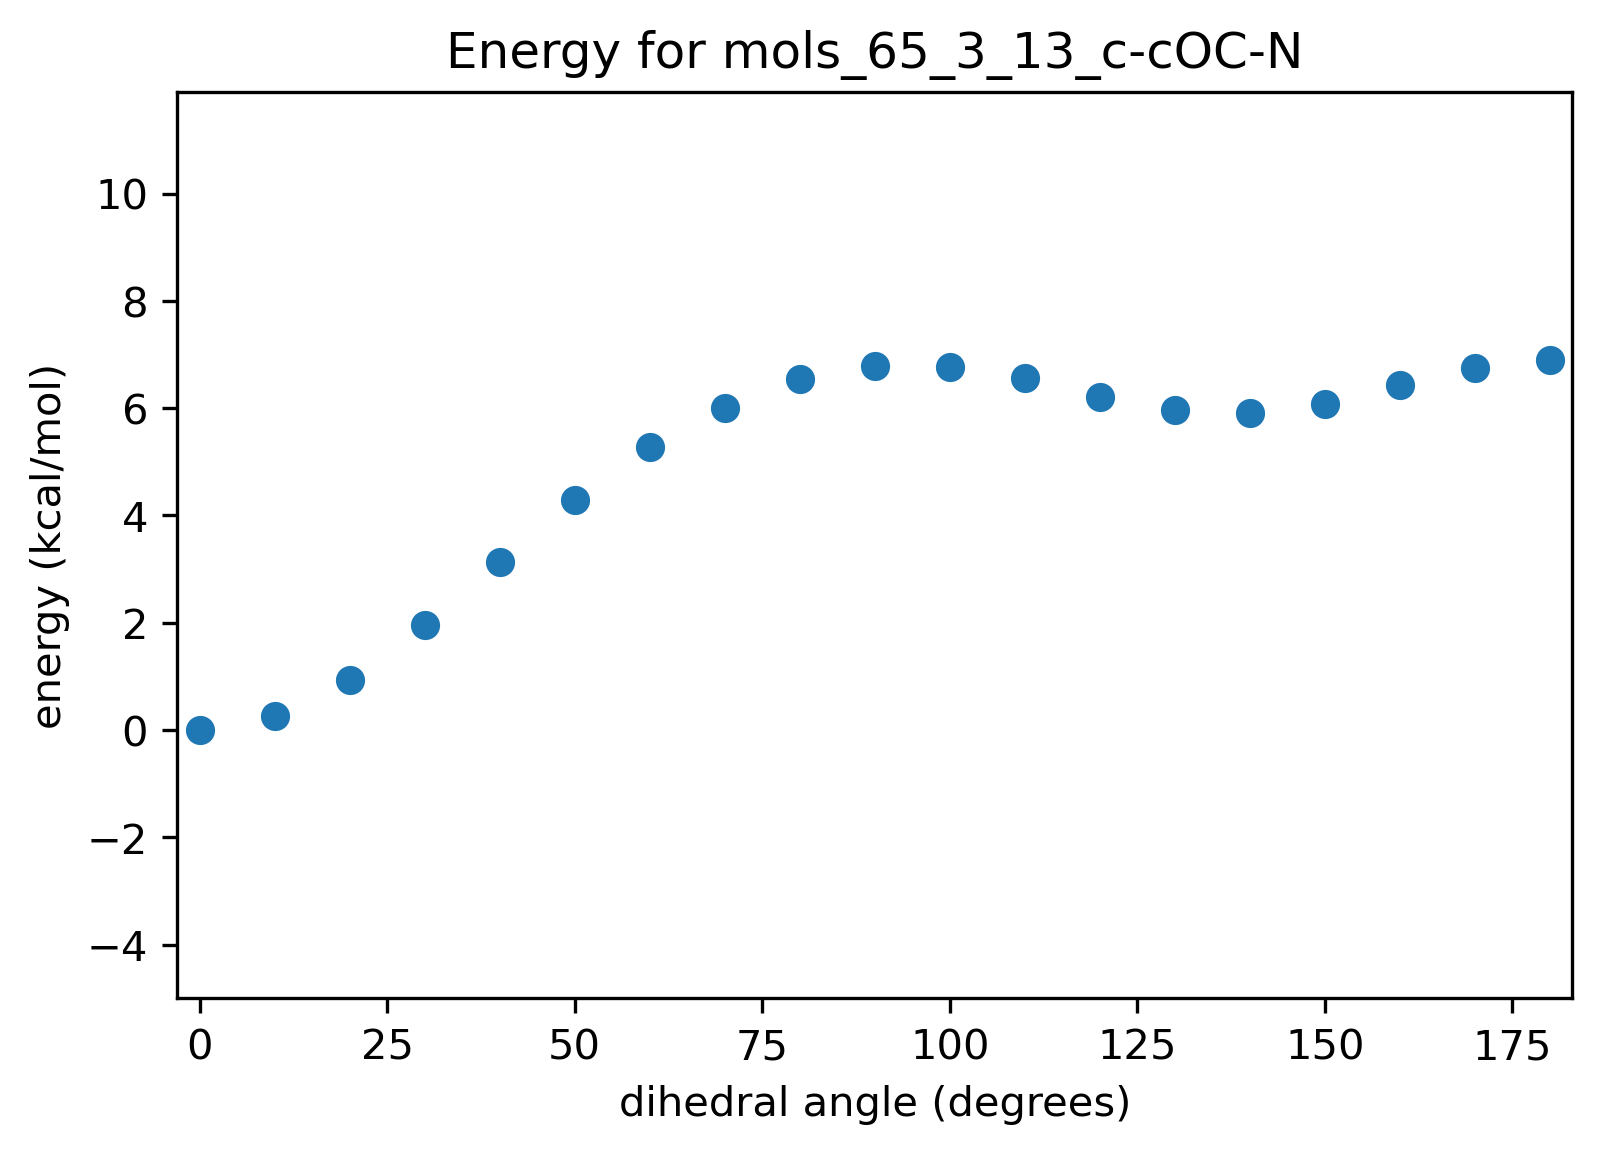 Energy for mols_65_3_13_c-cOC-N
energy (kcal/mol)
10
8
6
4
2
0
−2
−4
0 25 50 75 100 125 150 175
dihedral angle (degrees)